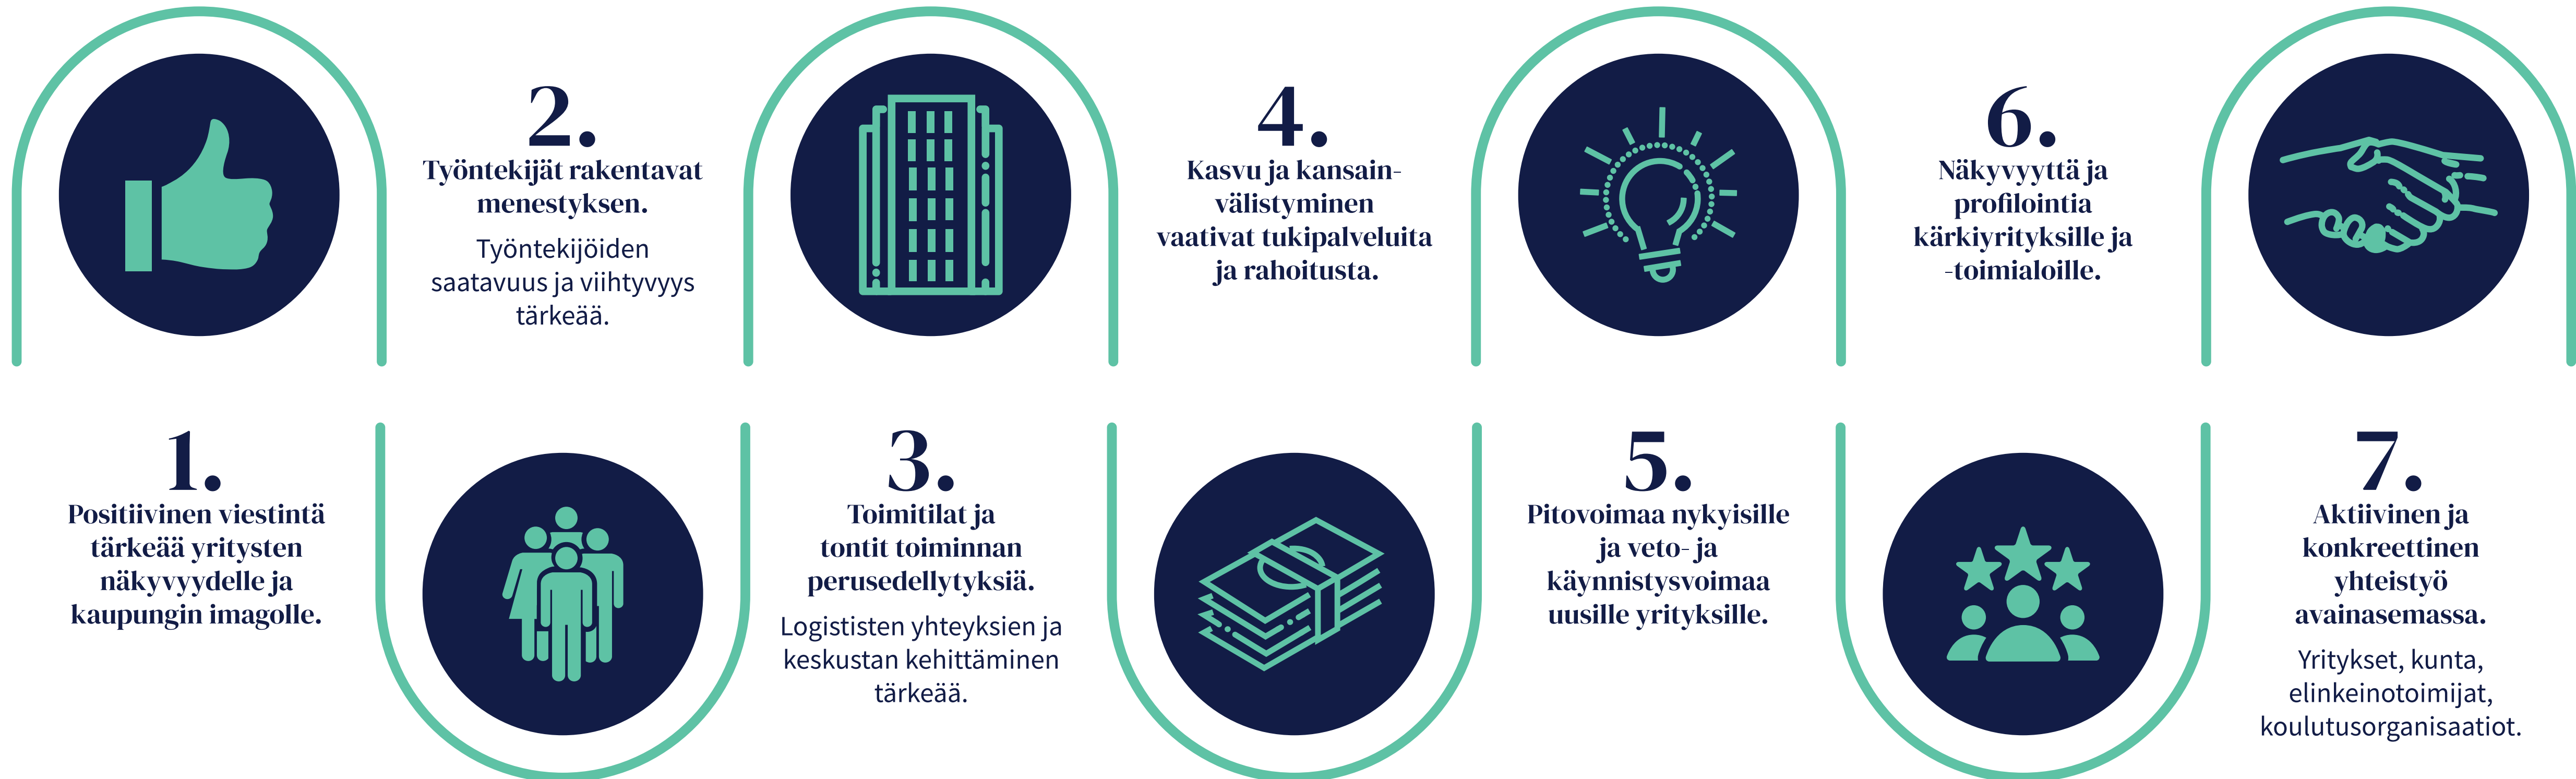 1.
Positiivinen viestintä
tärkeää yritysten
näkyvyydelle ja
kaupungin imagolle.
2.
Työntekijät rakentavat
menestyksen.
Työntekijöiden
saatavuus ja viihtyvyys
tärkeää.
3.
Toimitilat ja
tontit toiminnan
perusedellytyksiä.
Logististen yhteyksien ja
keskustan kehittäminen
tärkeää.
4.
Kasvu ja kansain-
välistyminen
vaativat tukipalveluita
ja rahoitusta.
5.
Pitovoimaa nykyisille
ja veto- ja
käynnistysvoimaa
uusille yrityksille.
6.
Näkyvyyttä ja
profilointia
kärkiyrityksille ja
-toimialoille.
7.
Aktiivinen ja
konkreettinen
yhteistyö
avainasemassa.
Yritykset, kunta,
elinkeinotoimijat,
koulutusorganisaatiot.